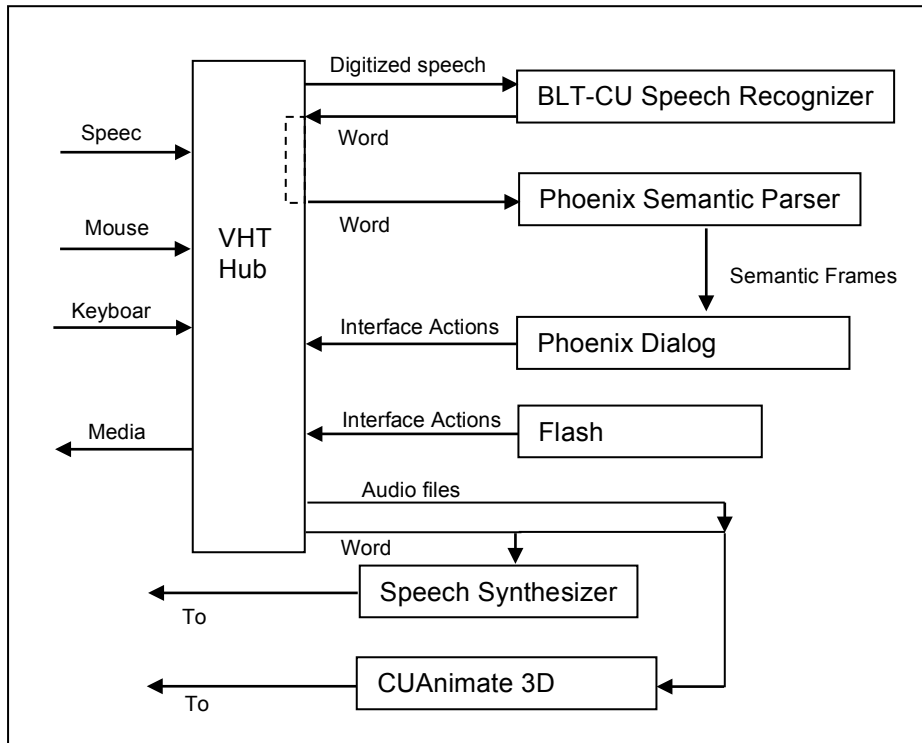 Digitized speech
BLT-CU Speech Recognizer
Word
Speec
Phoenix Semantic Parser
Word
Mouse
VHT
Hub
Semantic Frames
Keyboar
Interface Actions
Phoenix Dialog
Interface Actions
Flash
Media
Audio files
Word
Speech Synthesizer
To
CUAnimate 3D
To